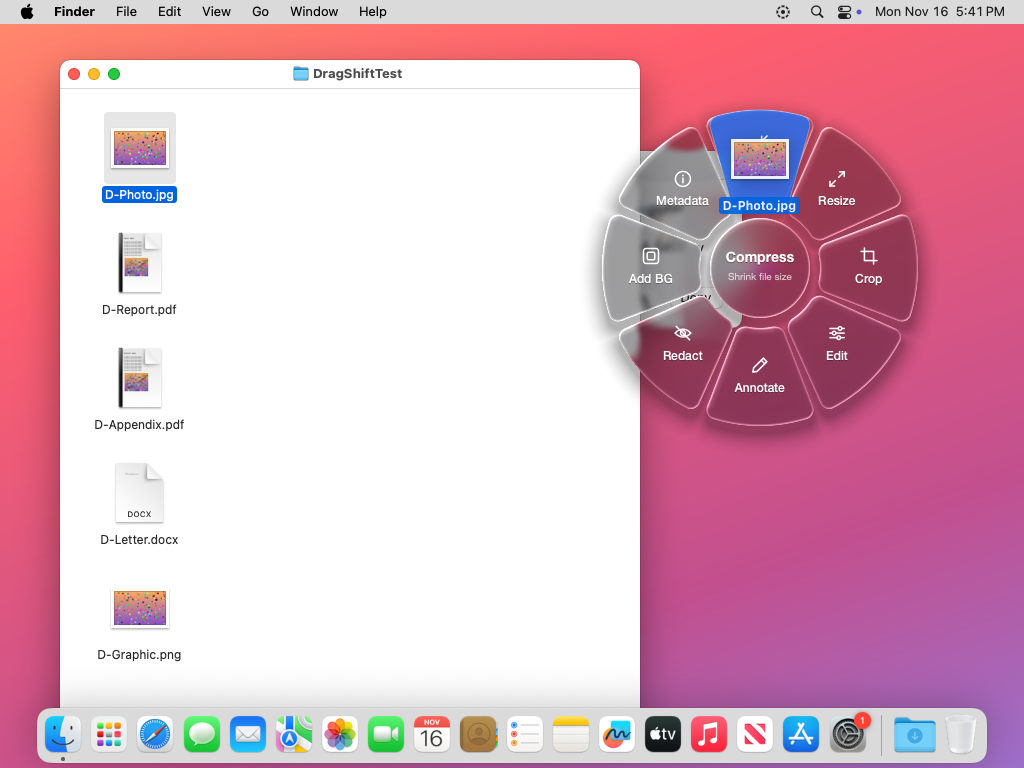 Finder File Edit View Go Window Help Mon Nov 16 5:41 PM
DragShiftTest
D-Photo.jpg
D-Report.pdf
D-Appendix.pdf
DOCX
D-Letter.docx
D-Graphic.png
D-Photo.jpg
Resize
Crop
Edit
Annotate
Redact
Add BG
Metadata
Compress
Shrink file size
NOV
16
tv
1